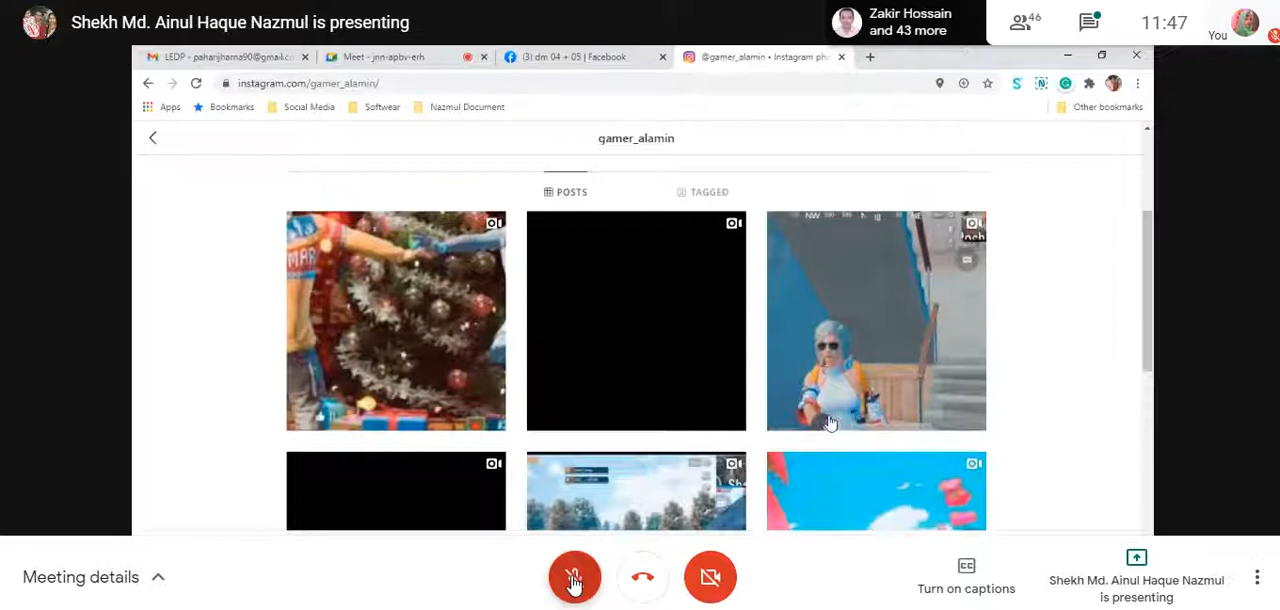 Shekh Md. Ainul Haque Nazmul is presenting
Zakir Hossain
and 43 more
46
11:47
You
LEDP - paharijharna90@gmail.c
Meet - jnn-apbv-erh
(3) dm 04 + 05 | Facebook
@gamer_alamin • Instagram pho
instagram.com/gamer_alamin/
Apps
Bookmarks
Social Media
Softwear
Nazmul Document
Other bookmarks
gamer_alamin
POSTS
TAGGED
NW
MAR
Meeting details
Turn on captions
Shekh Md. Ainul Haque Nazmul
is presenting